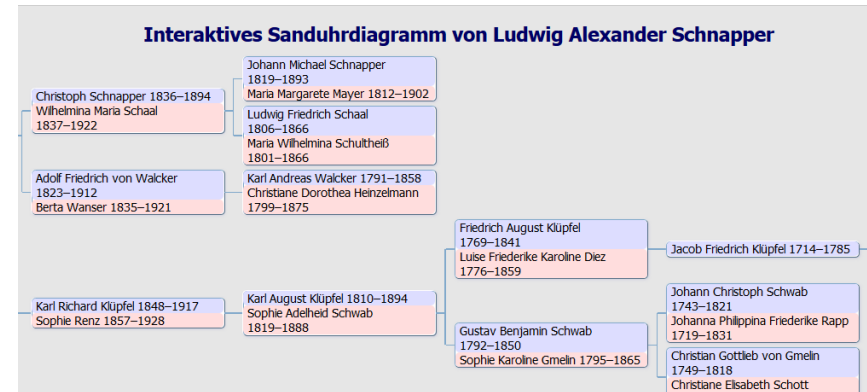 Interaktives Sanduhrdiagramm von Ludwig Alexander Schnapper
Christoph Schnapper 1836–1894
Wilhelmina Maria Schaal
1837–1922
Johann Michael Schnapper
1819–1893
Maria Margarete Mayer 1812–1902
Ludwig Friedrich Schaal
1806–1866
Maria Wilhelmina Schultheiß
1801–1866
Adolf Friedrich von Walcker
1823–1912
Berta Wanser 1835–1921
Karl Andreas Walcker 1791–1858
Christiane Dorothea Heinzelmann
1799–1875
Karl Richard Klüpfel 1848–1917
Sophie Renz 1857–1928
Karl August Klüpfel 1810–1894
Sophie Adelheid Schwab
1819–1888
Friedrich August Klüpfel
1769–1841
Luise Friederike Karoline Diez
1776–1859
Jacob Friedrich Klüpfel 1714–1785
Gustav Benjamin Schwab
1792–1850
Sophie Karoline Gmelin 1795–1865
Johann Christoph Schwab
1743–1821
Johanna Philippina Friederike Rapp
1719–1831
Christian Gottlieb von Gmelin
1749–1818
Christiane Elisabeth Schott